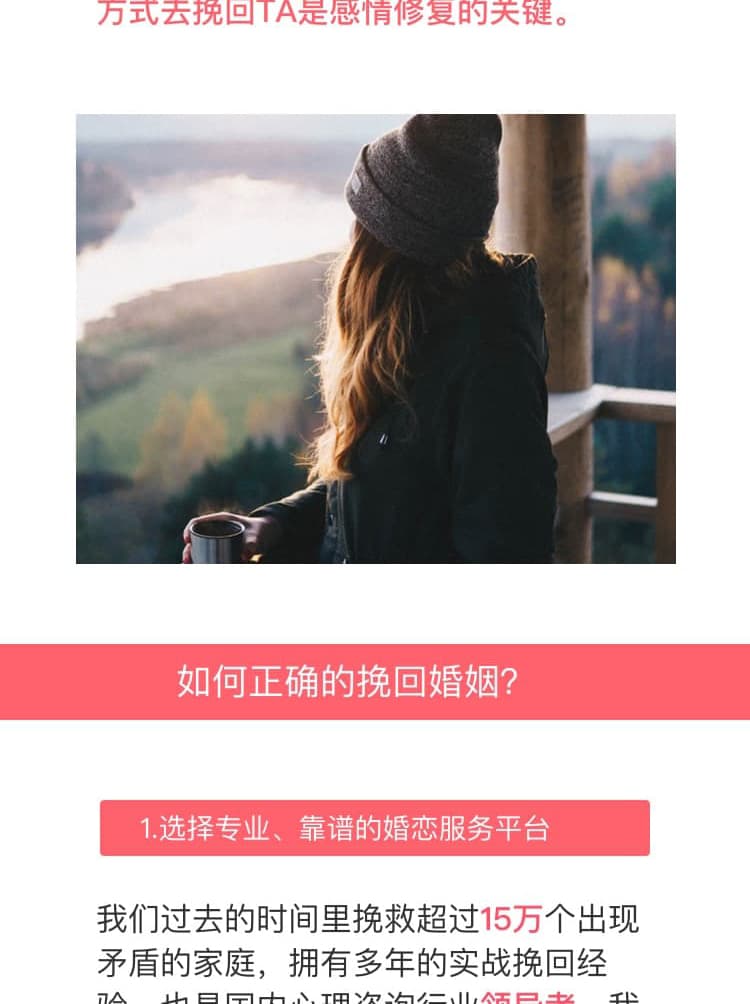 方式去挽回TA是感情修复的关键。
如何正确的挽回婚姻?
1.选择专业、靠谱的婚恋服务平台
我们过去的时间里挽救超过15万个出现
矛盾的家庭，拥有多年的实战挽回经
验，也是国内心理咨询行业领导者，我